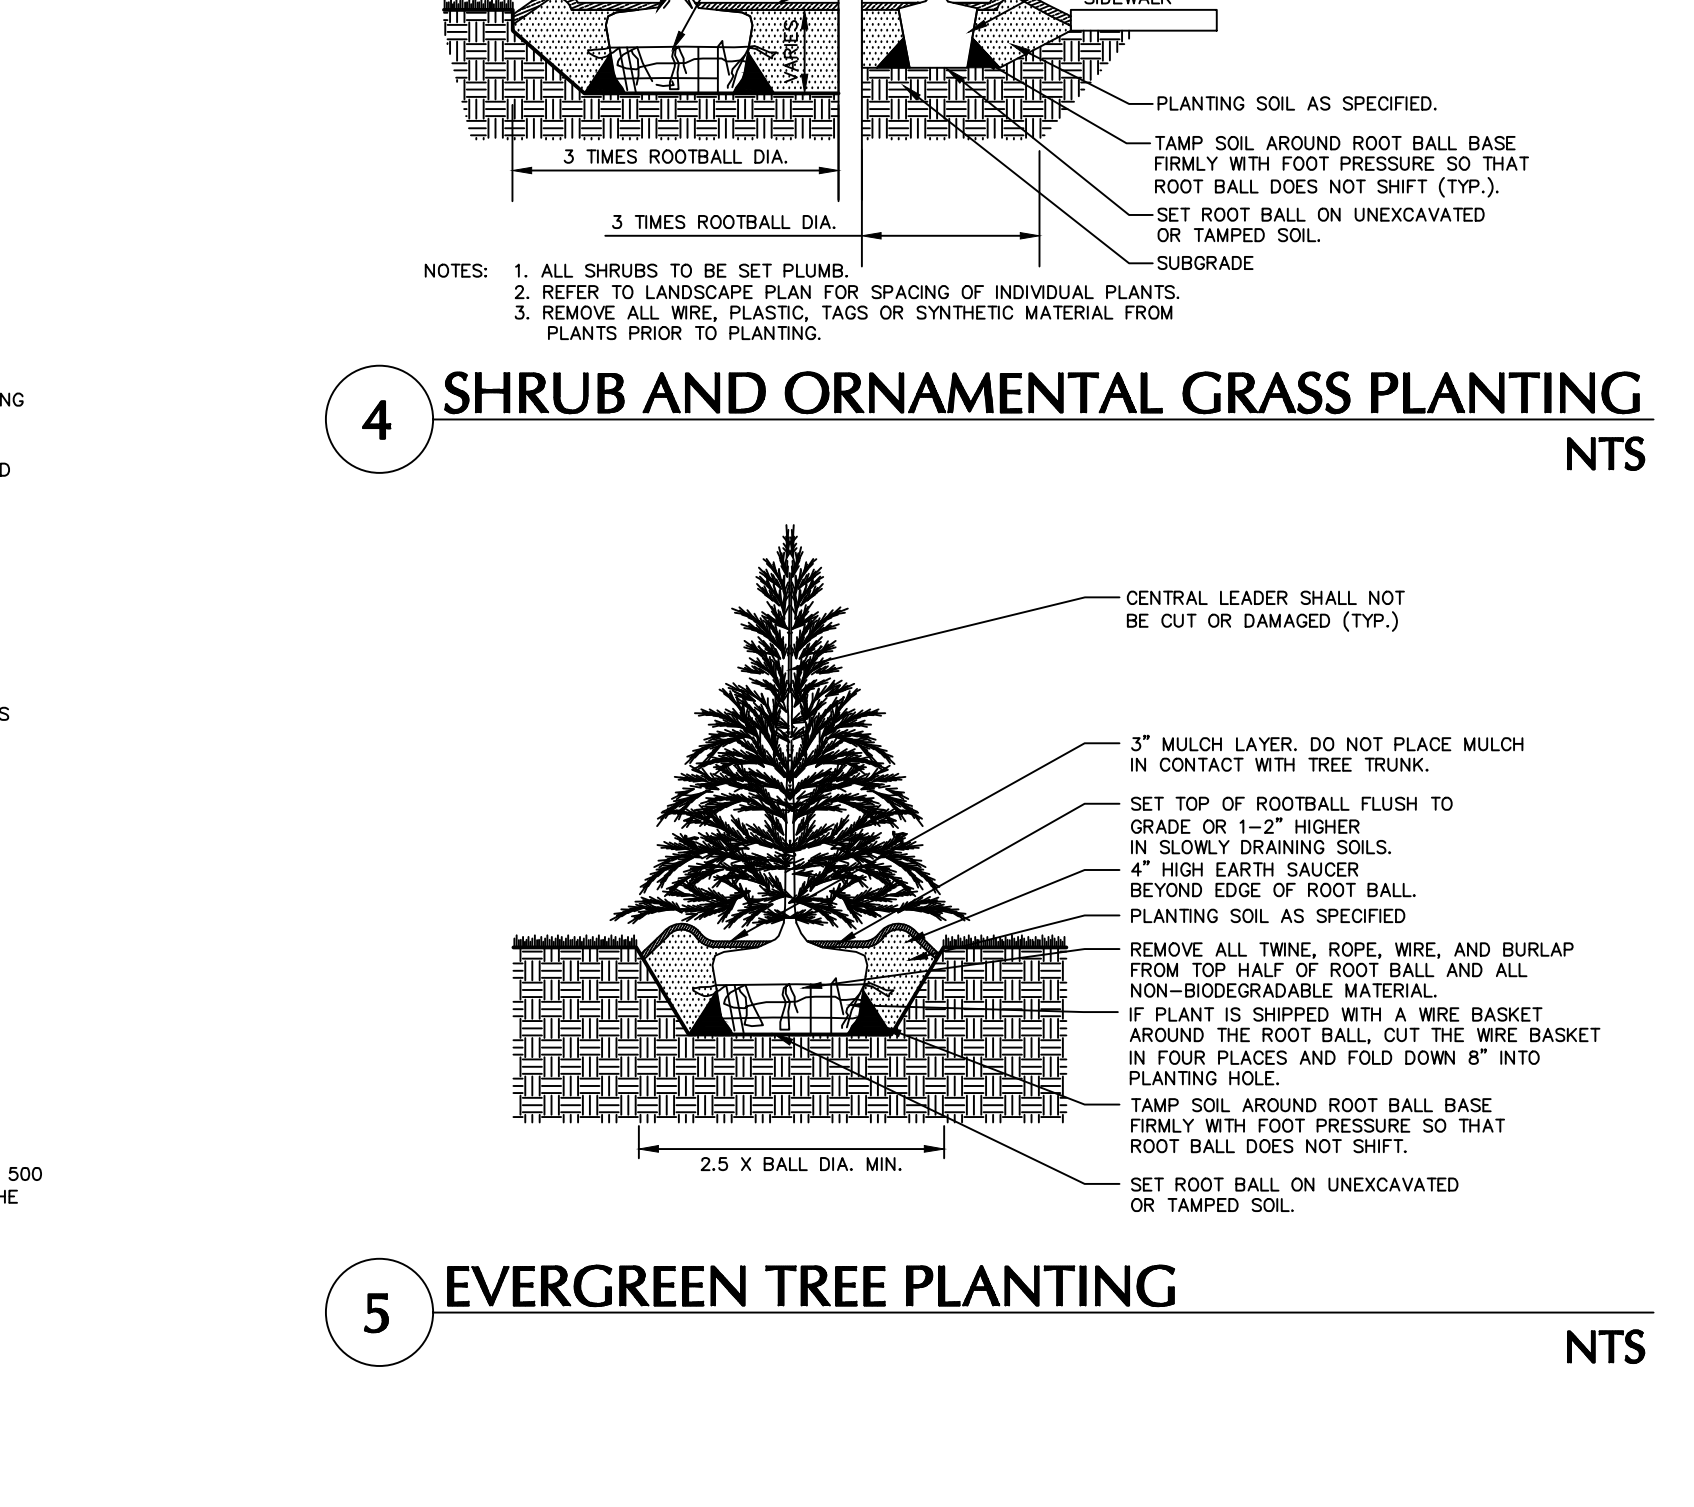 SIDEWALK
VARIES
PLANTING SOIL AS SPECIFIED.
TAMP SOIL AROUND ROOT BALL BASE
FIRMLY WITH FOOT PRESSURE SO THAT
ROOT BALL DOES NOT SHIFT (TYP.).
SET ROOT BALL ON UNEXCAVATED
OR TAMPED SOIL.
SUBGRADE
3 TIMES ROOTBALL DIA.
3 TIMES ROOTBALL DIA.
NOTES: 1. ALL SHRUBS TO BE SET PLUMB.
2. REFER TO LANDSCAPE PLAN FOR SPACING OF INDIVIDUAL PLANTS.
3. REMOVE ALL WIRE, PLASTIC, TAGS OR SYNTHETIC MATERIAL FROM
PLANTS PRIOR TO PLANTING.
4 SHRUB AND ORNAMENTAL GRASS PLANTING
NTS
NG
D
S
500
HE
CENTRAL LEADER SHALL NOT
BE CUT OR DAMAGED (TYP.)
3" MULCH LAYER. DO NOT PLACE MULCH
IN CONTACT WITH TREE TRUNK.
SET TOP OF ROOTBALL FLUSH TO
GRADE OR 1-2" HIGHER
IN SLOWLY DRAINING SOILS.
4" HIGH EARTH SAUCER
BEYOND EDGE OF ROOT BALL.
PLANTING SOIL AS SPECIFIED
REMOVE ALL TWINE, ROPE, WIRE, AND BURLAP
FROM TOP HALF OF ROOT BALL AND ALL
NON-BIODEGRADABLE MATERIAL.
IF PLANT IS SHIPPED WITH A WIRE BASKET
AROUND THE ROOT BALL, CUT THE WIRE BASKET
IN FOUR PLACES AND FOLD DOWN 8" INTO
PLANTING HOLE.
TAMP SOIL AROUND ROOT BALL BASE
FIRMLY WITH FOOT PRESSURE SO THAT
ROOT BALL DOES NOT SHIFT.
SET ROOT BALL ON UNEXCAVATED
OR TAMPED SOIL.
2.5 X BALL DIA. MIN.
5 EVERGREEN TREE PLANTING
NTS